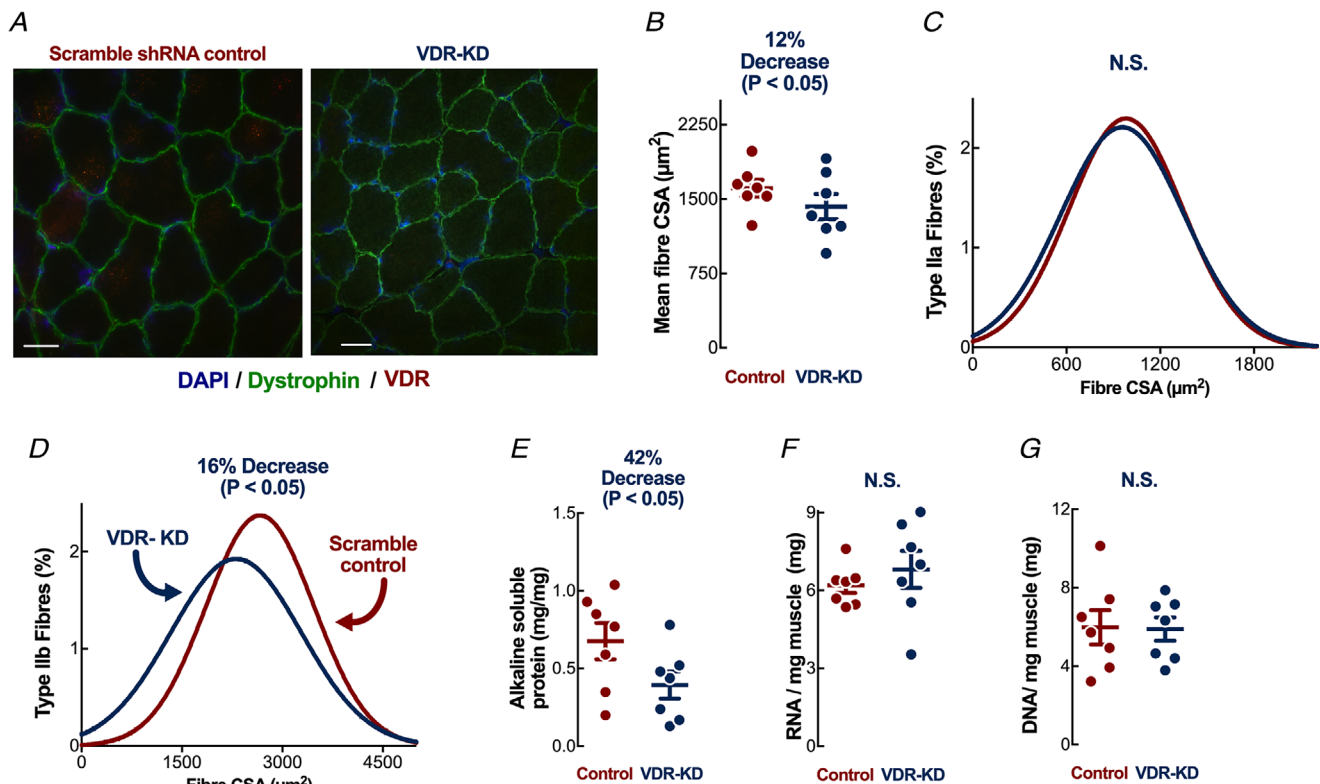 A
Scramble shRNA control
VDR-KD
DAPI / Dystrophin / VDR
B
12%
Decrease
(P < 0.05)
Mean fibre CSA (µm²)
2250
1500
750
0
Control VDR-KD
C
N.S.
Type IIa Fibres (%)
2
1
0
0 600 1200 1800
Fibre CSA (µm²)
D
16% Decrease
(P < 0.05)
VDR- KD
Scramble
control
Type IIb Fibres (%)
2
1
0
0 1500 3000 4500
Fibre CSA (µm²)
E
42%
Decrease
(P < 0.05)
Alkaline soluble
protein (mg/mg)
1.5
1.0
0.5
0.0
Control VDR-KD
F
N.S.
RNA/ mg muscle (mg)
9
6
3
0
Control VDR-KD
G
N.S.
DNA/ mg muscle (mg)
12
8
4
0
Control VDR-KD